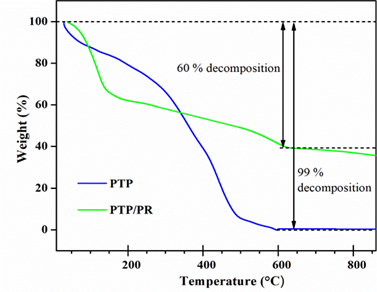 100
80
60
40
20
0
Weight (%)
60 % decomposition
99 %
decomposition
PTP
PTP/PR
200
400
600
800
Temperature (°C)